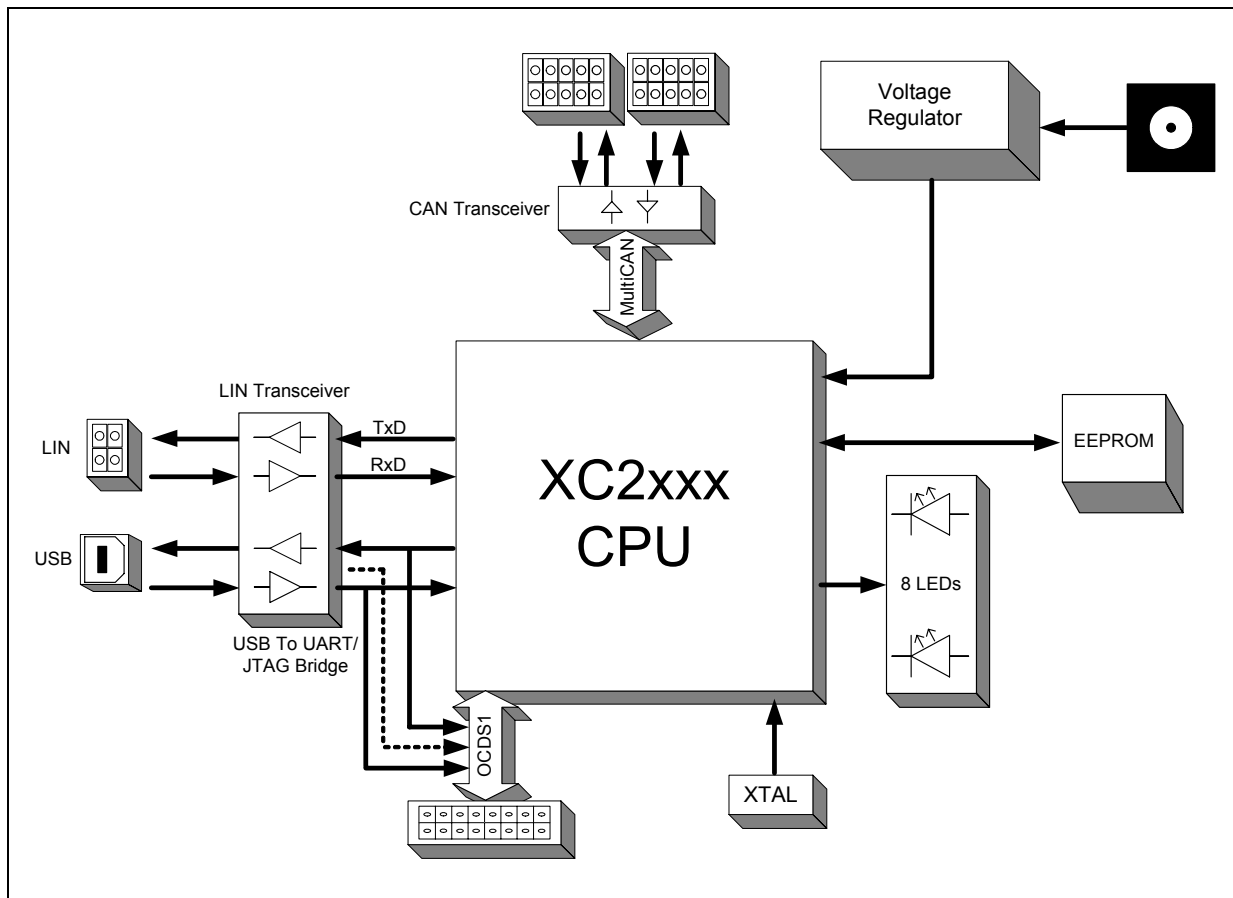 Voltage
Regulator
CAN Transceiver
MultiCAN
LIN Transceiver
TxD
LIN
RxD
EEPROM
XC2xxx
CPU
USB
8 LEDs
USB To UART/
JTAG Bridge
OCDS1
XTAL